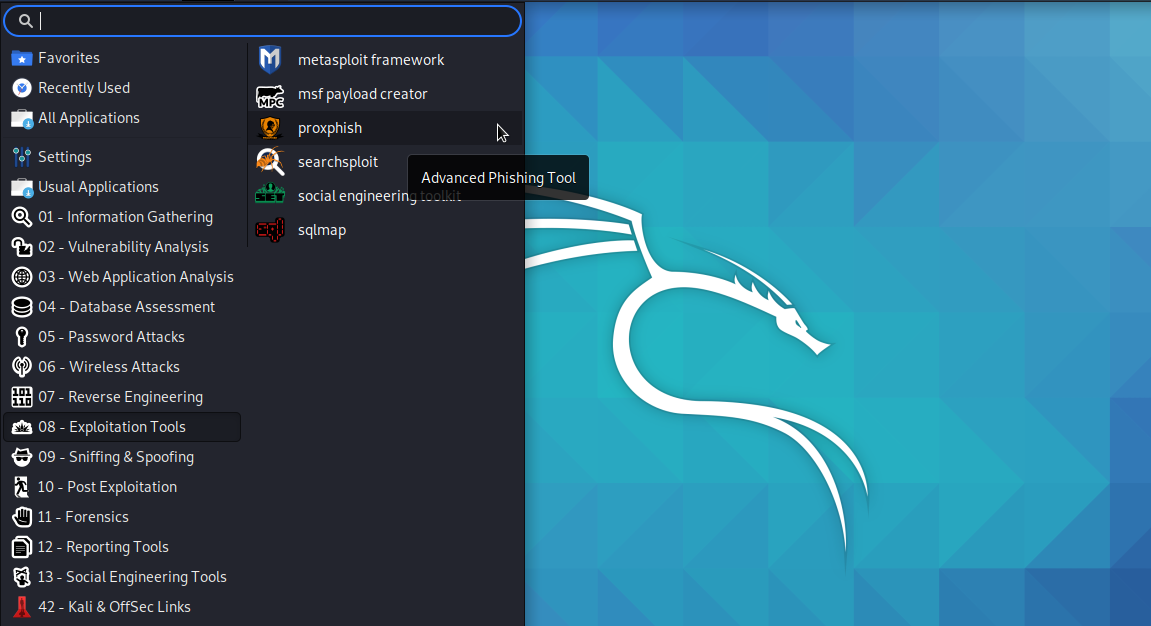 Favorites
Recently Used
All Applications
Settings
Usual Applications
01 - Information Gathering
02 - Vulnerability Analysis
03 - Web Application Analysis
04 - Database Assessment
05 - Password Attacks
06 - Wireless Attacks
07 - Reverse Engineering
08 - Exploitation Tools
09 - Sniffing & Spoofing
10 - Post Exploitation
11 - Forensics
12 - Reporting Tools
13 - Social Engineering Tools
42 - Kali & OffSec Links
metasploit framework
MPC
msf payload creator
proxphish
searchsploit
Advanced Phishing Tool
SET
social engineering toolkit
sql
sqlmap